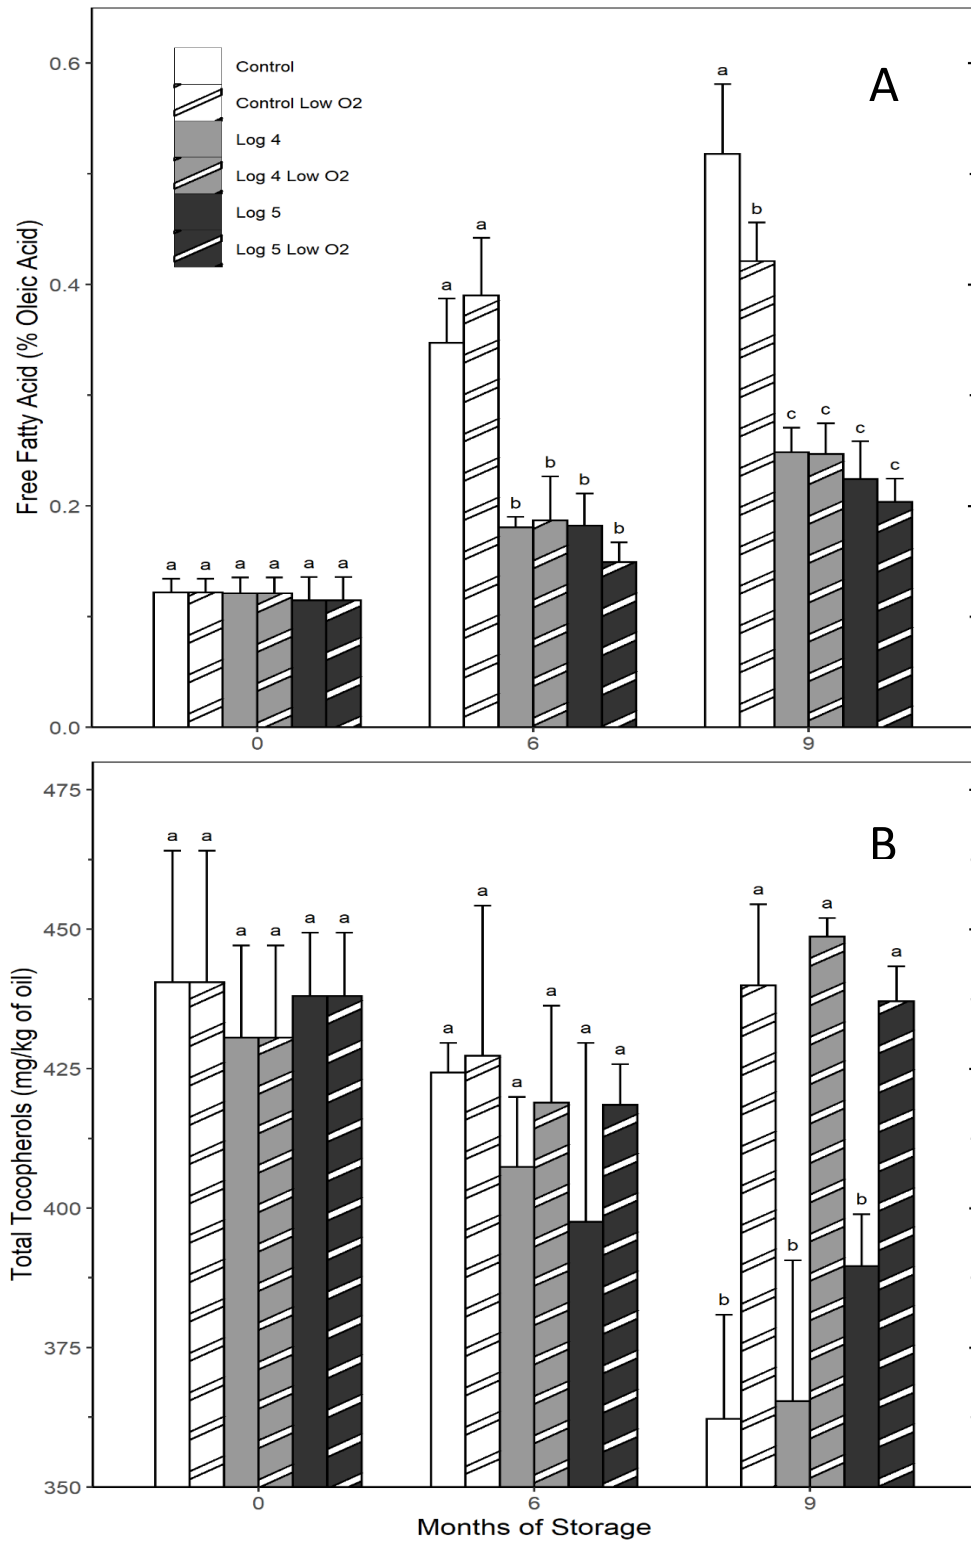 A
Control
Control Low O2
Log 4
Log 4 Low O2
Log 5
Log 5 Low O2
Free Fatty Acid (% Oleic Acid)
0.6
0.4
0.2
0.0
a a a a a a
a a b b b b
a b c c c c
0 6 9
B
Total Tocopherols (mg/kg of oil)
475
450
425
400
375
350
a a a a a a
a a a a a a
b a b a b a
0 6 9
Months of Storage